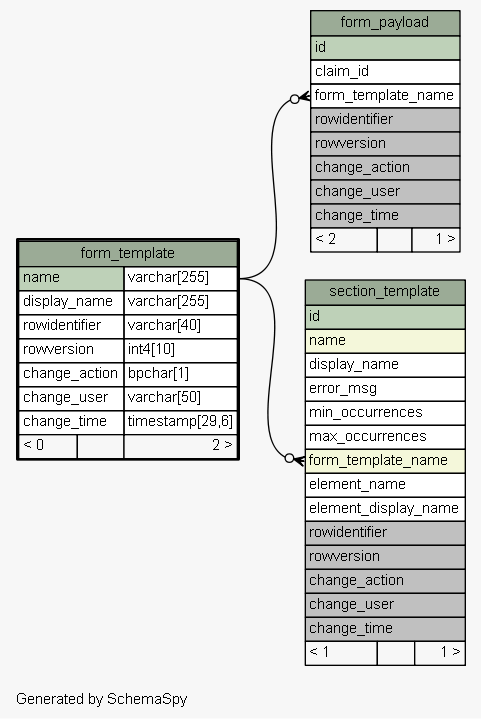 form_payload
id
claim_id
form_template_name
rowidentifier
rowversion
change_action
change_user
change_time
< 2 1 >
form_template
name varchar[255]
display_name varchar[255]
rowidentifier varchar[40]
rowversion int4[10]
change_action bpchar[1]
change_user varchar[50]
change_time timestamp[29,6]
< 0 2 >
section_template
id
name
display_name
error_msg
min_occurrences
max_occurrences
form_template_name
element_name
element_display_name
rowidentifier
rowversion
change_action
change_user
change_time
< 1 1 >
Generated by SchemaSpy